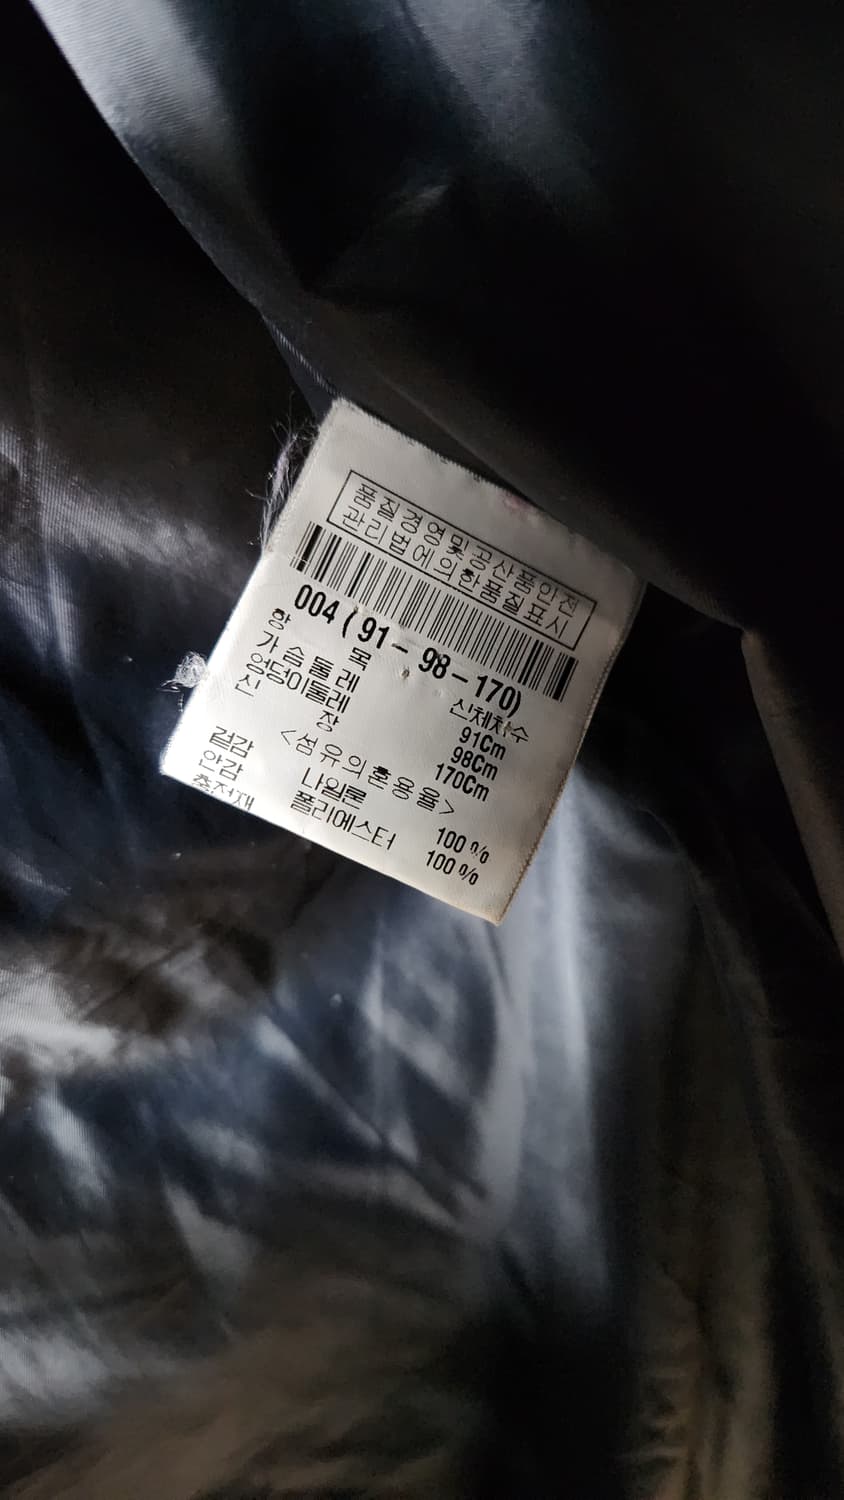 품질경영및공산품안전
관리법에의한품질표시
004 ( 91 - 98 - 170)
항 목 신체치수
가슴둘레 91Cm
엉덩이둘레 98Cm
신 장 170Cm
<섬유의혼용율>
겉감 나일론 100 %
안감 폴리에스터 100 %
충전재